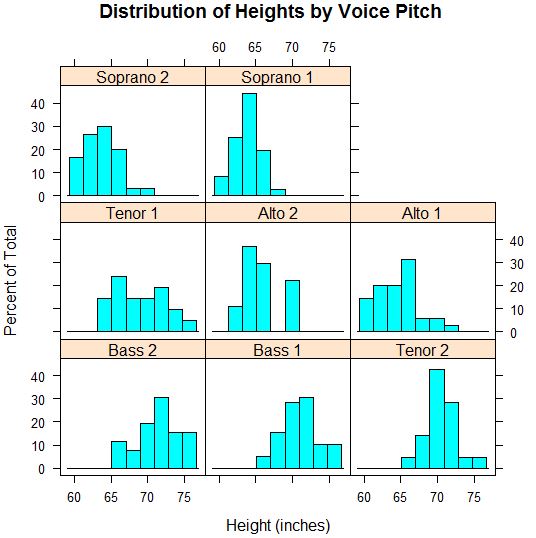 Distribution of Heights by Voice Pitch
60 65 70 75
Soprano 2 Soprano 1
40
30
20
10
0
Tenor 1 Alto 2 Alto 1
40
30
20
10
0
Bass 2 Bass 1 Tenor 2
40
30
20
10
0
60 65 70 75 60 65 70 75
Percent of Total
Height (inches)